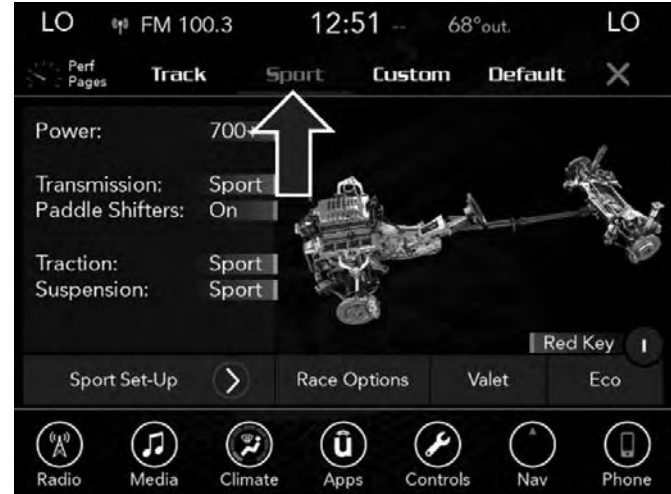 LO FM 100.3 12:51 -- 68°out. LO
Perf Pages Track Sport Custom Default X
Power: 700+
Transmission: Sport
Paddle Shifters: On
Traction: Sport
Suspension: Sport
Red Key
Sport Set-Up > Race Options Valet Eco
Radio Media Climate Apps Controls Nav Phone